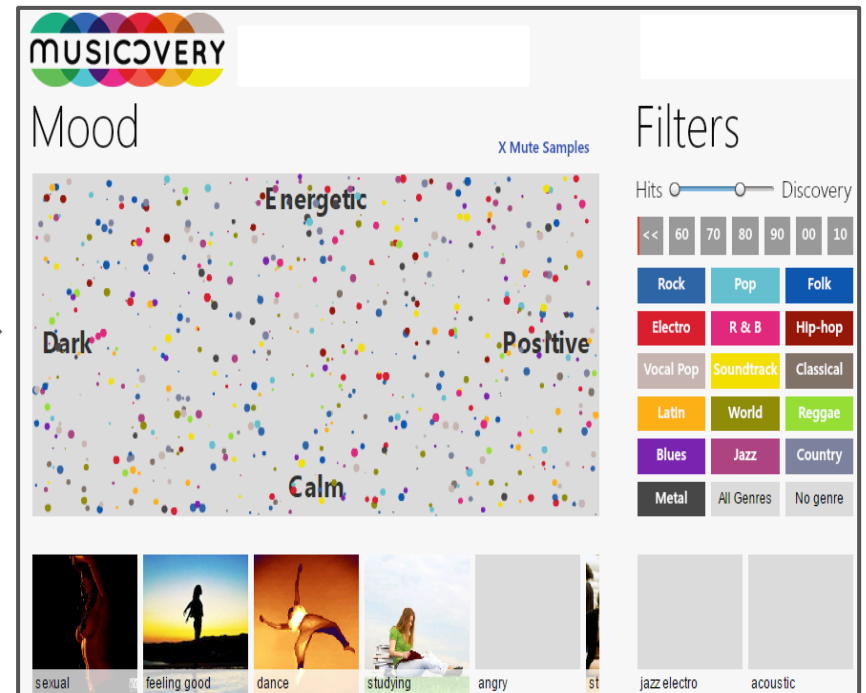 MUSICOVERY
Mood
X Mute Samples
Energetic
Dark
Positive
Calm
Filters
Hits Discovery
<< 60 70 80 90 00 10
Rock Pop Folk
Electro R & B Hip-hop
Vocal Pop Soundtrack Classical
Latin World Reggae
Blues Jazz Country
Metal All Genres No genre
sexual feeling good dance studying angry st
jazz electro acoustic